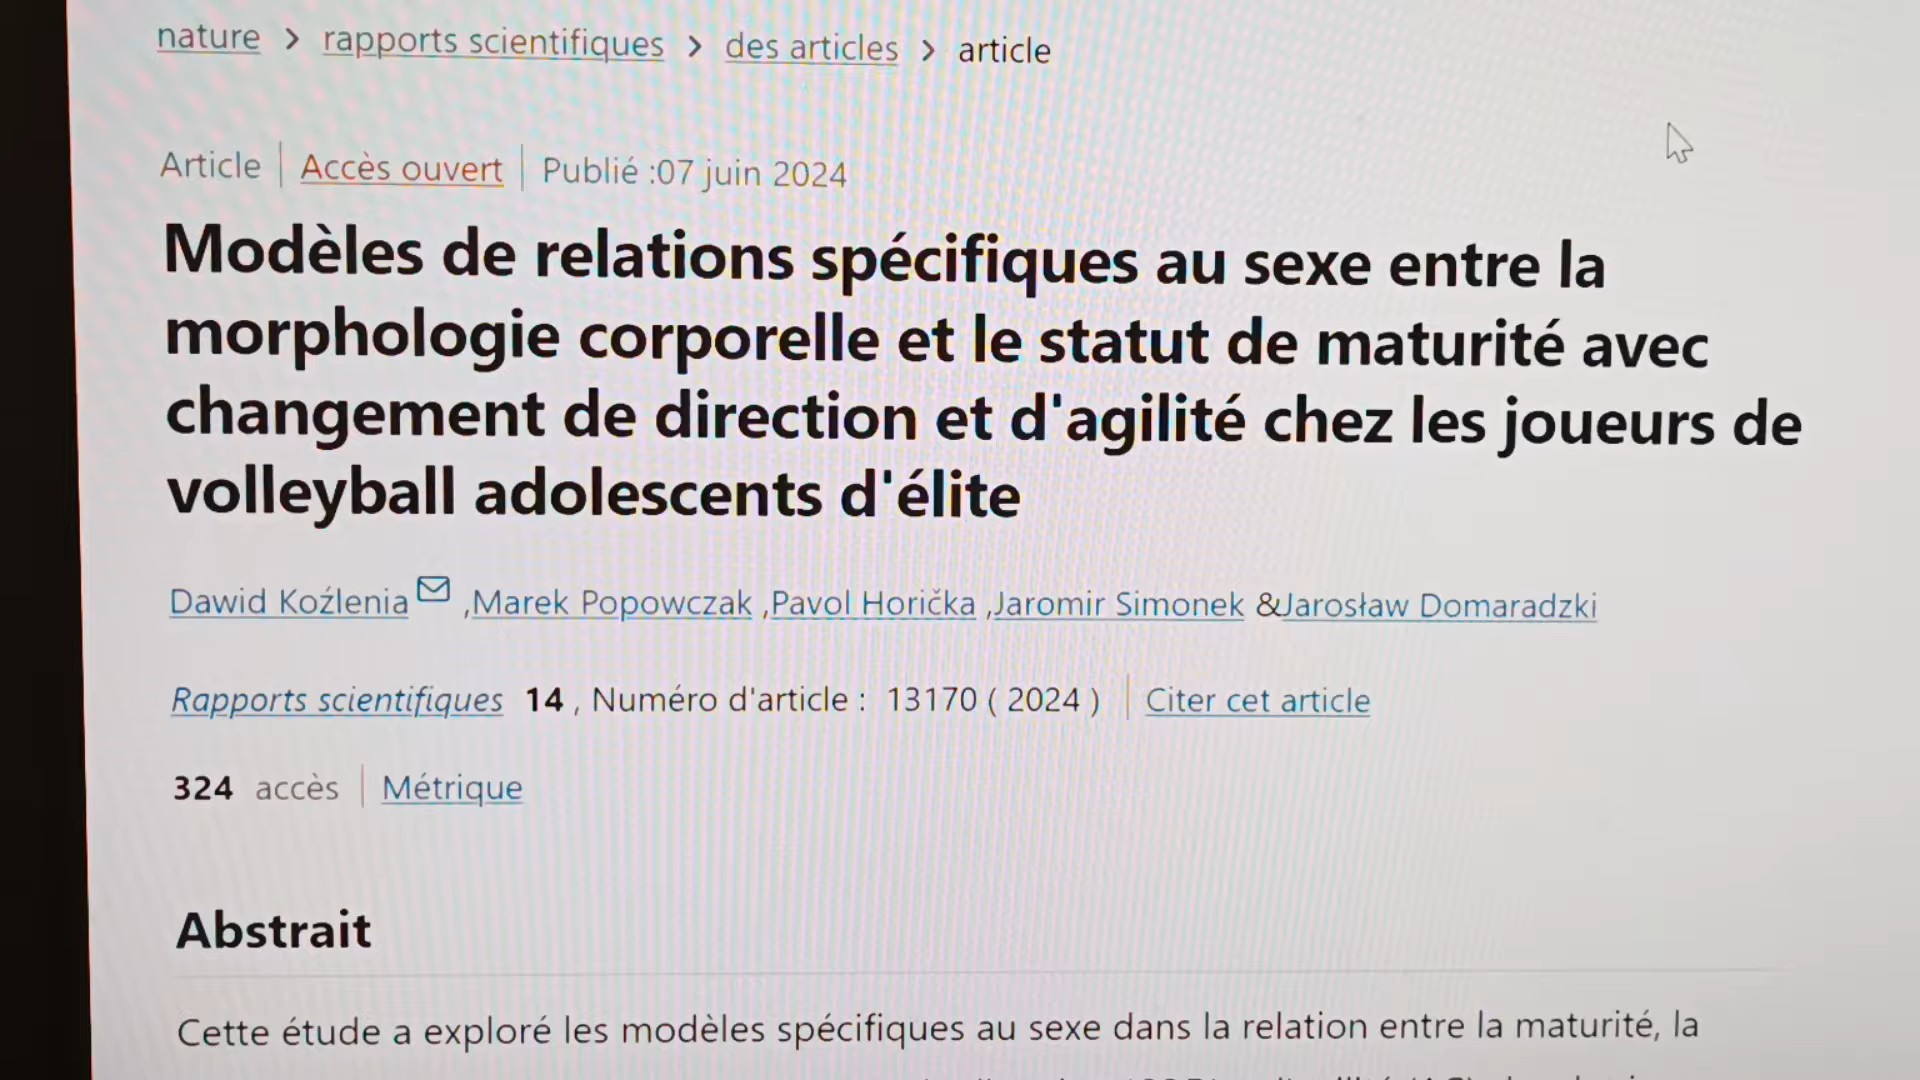 nature > rapports scientifiques > des articles > article
Article | Accès ouvert | Publié :07 juin 2024
Modèles de relations spécifiques au sexe entre la
morphologie corporelle et le statut de maturité avec
changement de direction et d'agilité chez les joueurs de
volleyball adolescents d'élite
Dawid Koźlenia ,Marek Popowczak ,Pavol Horička ,Jaromir Simonek &Jarosław Domaradzki
Rapports scientifiques 14 , Numéro d'article : 13170 ( 2024 ) | Citer cet article
324 accès | Métrique
Abstrait
Cette étude a exploré les modèles spécifiques au sexe dans la relation entre la maturité, la